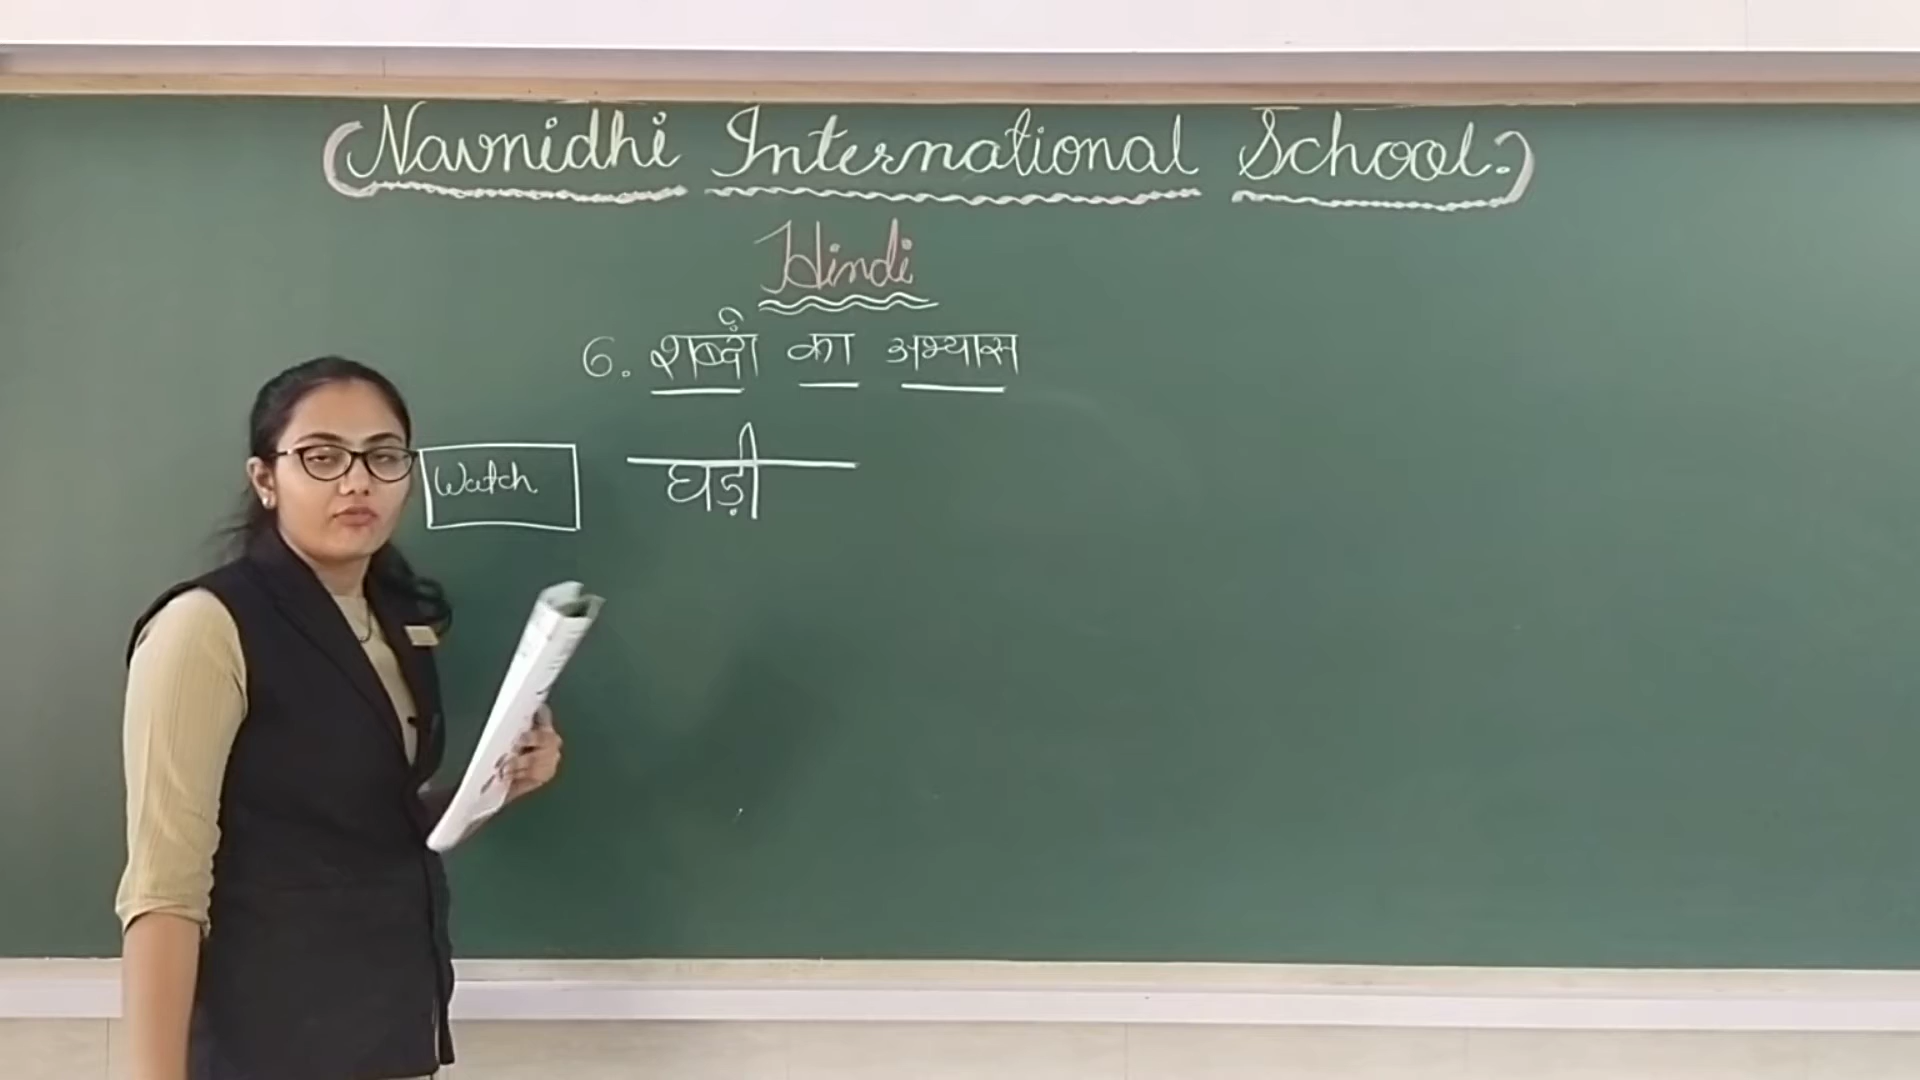 Navnidhi International School.
Hindi
6. शब्दों का अभ्यास
Watch घड़ी